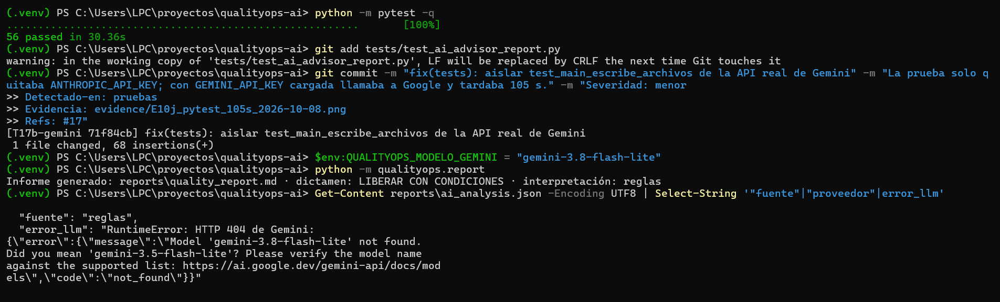 (.venv) PS C:\Users\LPC\proyectos\qualityops-ai> python -m pytest -q
........................................................       [100%]
56 passed in 30.36s
(.venv) PS C:\Users\LPC\proyectos\qualityops-ai> git add tests/test_ai_advisor_report.py
warning: in the working copy of 'tests/test_ai_advisor_report.py', LF will be replaced by CRLF the next time Git touches it
(.venv) PS C:\Users\LPC\proyectos\qualityops-ai> git commit -m "fix(tests): aislar test_main_escribe_archivos de la API real de Gemini" -m "La prueba solo q
uitaba ANTHROPIC_API_KEY; con GEMINI_API_KEY cargada llamaba a Google y tardaba 105 s." -m "Severidad: menor
>> Detectado-en: pruebas
>> Evidencia: evidence/E10j_pytest_105s_2026-10-08.png
>> Refs: #17"
[T17b-gemini 71f84cb] fix(tests): aislar test_main_escribe_archivos de la API real de Gemini
 1 file changed, 68 insertions(+)
(.venv) PS C:\Users\LPC\proyectos\qualityops-ai> $env:QUALITYOPS_MODELO_GEMINI = "gemini-3.8-flash-lite"
(.venv) PS C:\Users\LPC\proyectos\qualityops-ai> python -m qualityops.report
Informe generado: reports\quality_report.md · dictamen: LIBERAR CON CONDICIONES · interpretación: reglas
(.venv) PS C:\Users\LPC\proyectos\qualityops-ai> Get-Content reports\ai_analysis.json -Encoding UTF8 | Select-String '"fuente"|"proveedor"|error_llm'
  "fuente": "reglas",
  "error_llm": "RuntimeError: HTTP 404 de Gemini:
{\"error\":{\"message\":\"Model 'gemini-3.8-flash-lite' not found.
Did you mean 'gemini-3.5-flash-lite'? Please verify the model name
against the supported list: https://ai.google.dev/gemini-api/docs/mod
els\",\"code\":\"not_found\"}}"